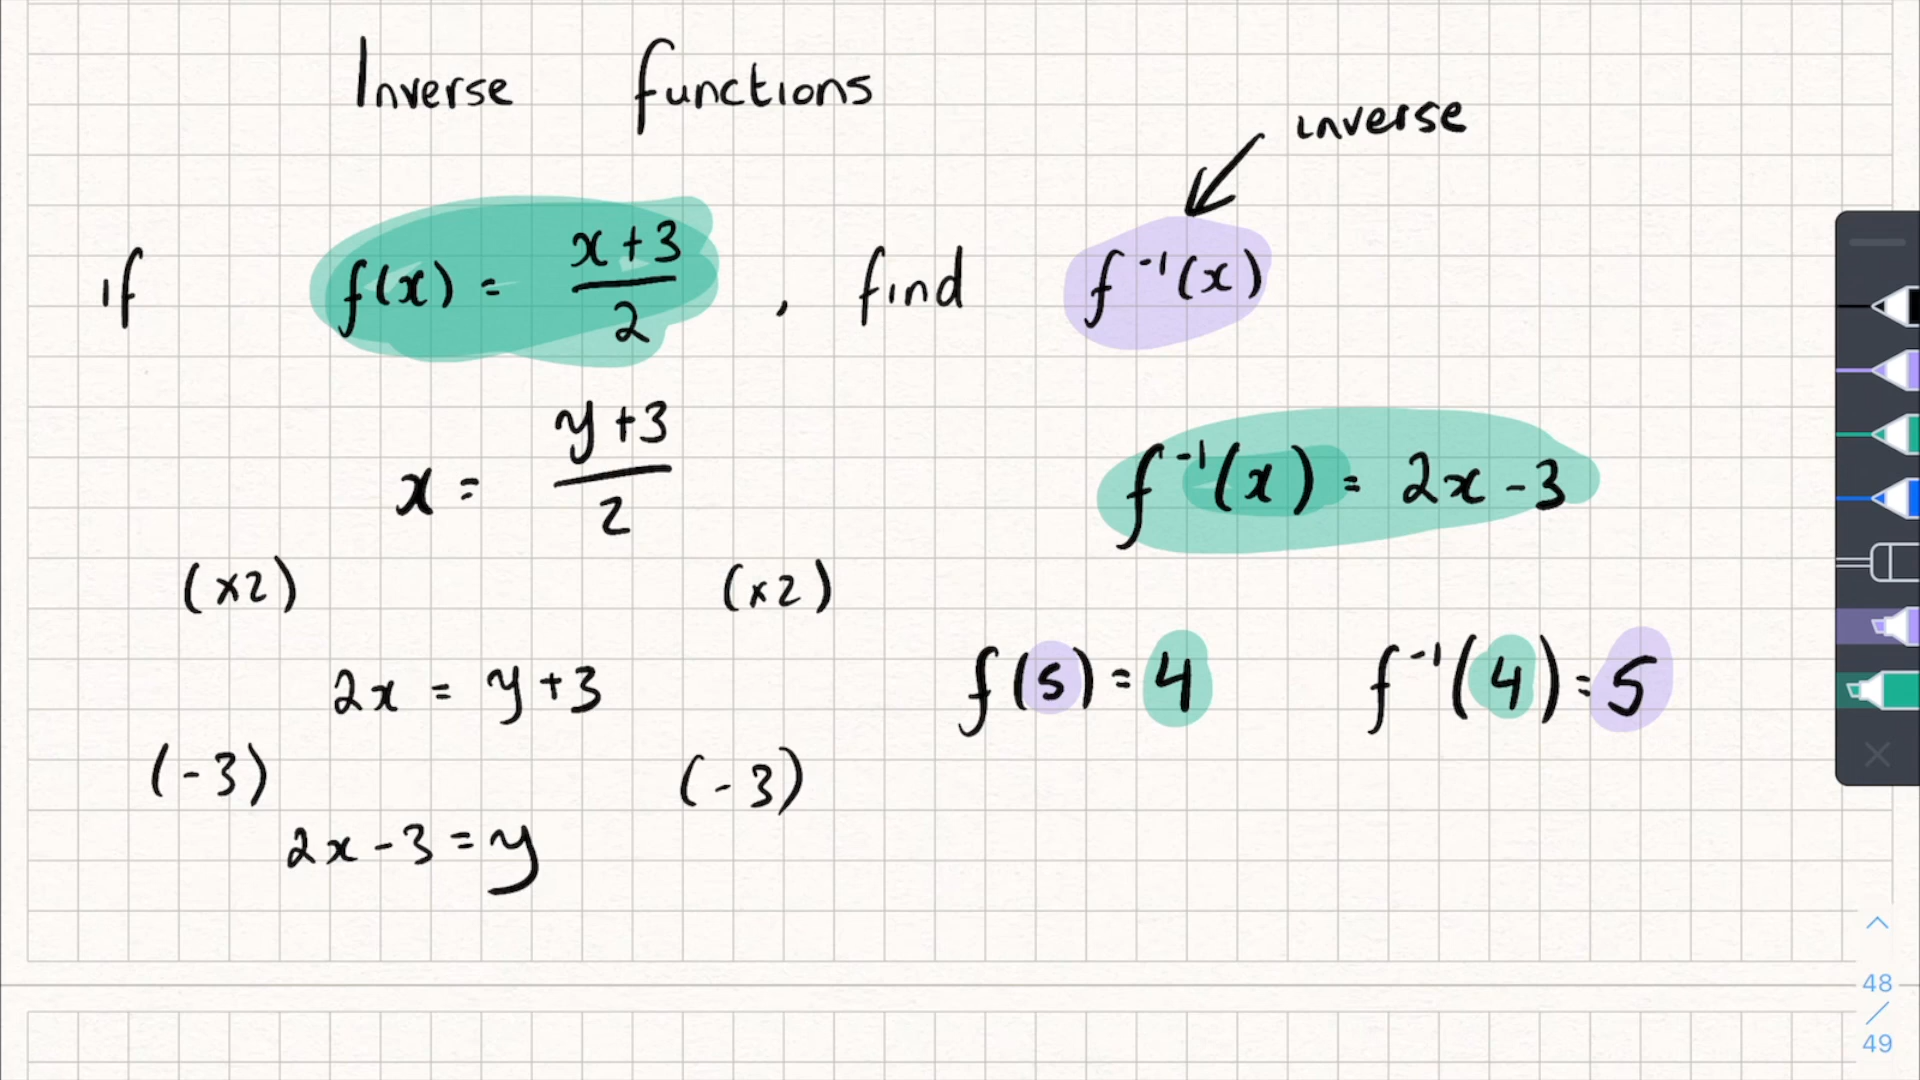 Inverse functions
inverse
if f(x) = x+3/2 , find f⁻¹(x)
x = y+3/2
f⁻¹(x) = 2x-3
(×2) (×2)
2x = y+3
f(5) = 4 f⁻¹(4) = 5
(-3) (-3)
2x-3 = y
48
/
49